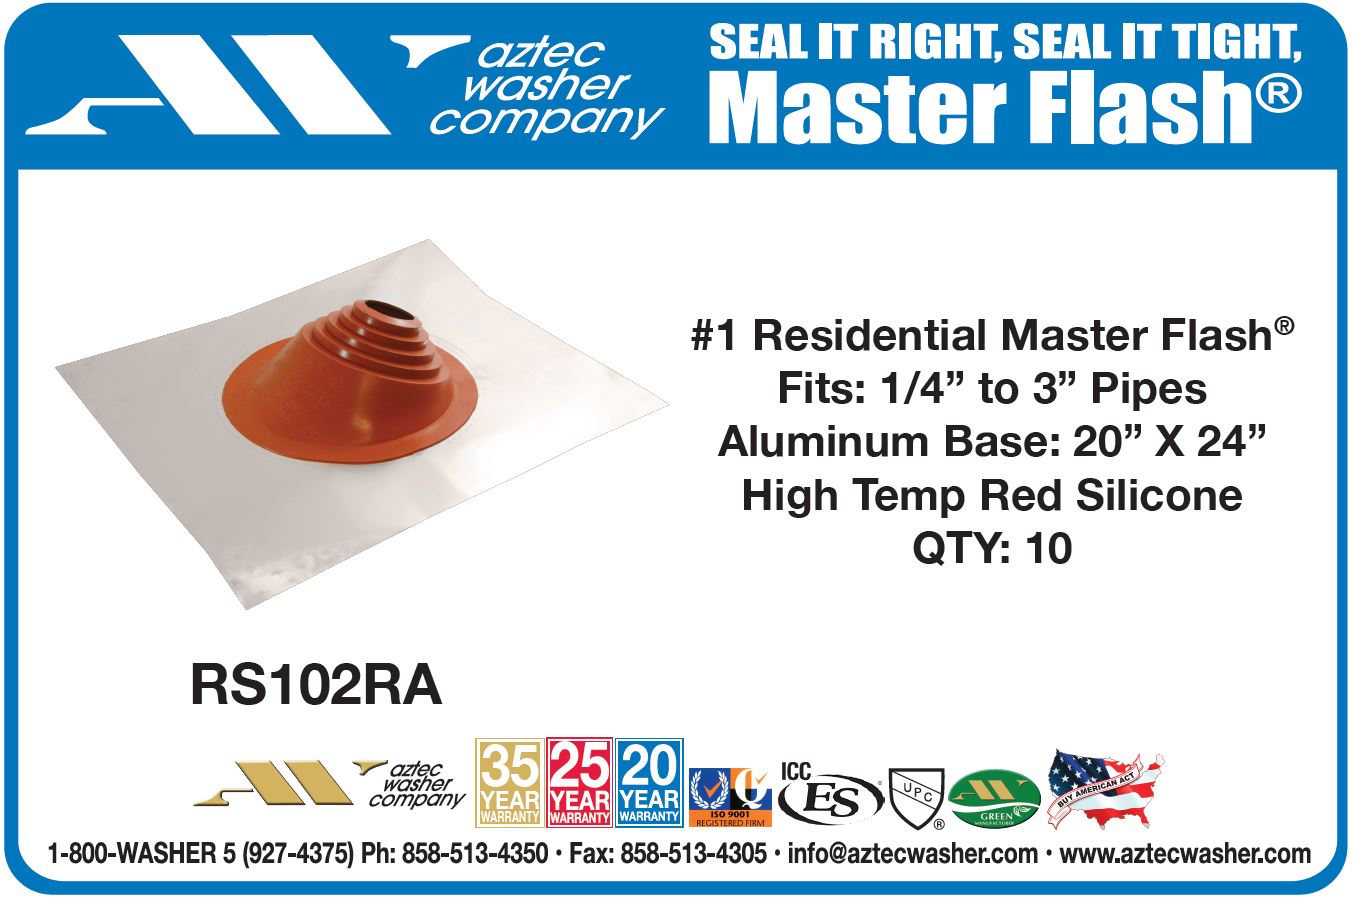 aztec
washer
company
SEAL IT RIGHT, SEAL IT TIGHT,
Master Flash®
#1 Residential Master Flash®
Fits: 1/4” to 3” Pipes
Aluminum Base: 20” X 24”
High Temp Red Silicone
QTY: 10
RS102RA
aztec
washer
company
35
YEAR
WARRANTY
25
YEAR
WARRANTY
20
YEAR
WARRANTY
Q
ISO 9001
REGISTERED FIRM
ICC
ES
UPC
®
GREEN
MANUFACTURER
BUY AMERICAN ACT
1-800-WASHER 5 (927-4375) Ph: 858-513-4350 · Fax: 858-513-4305 · info@aztecwasher.com · www.aztecwasher.com